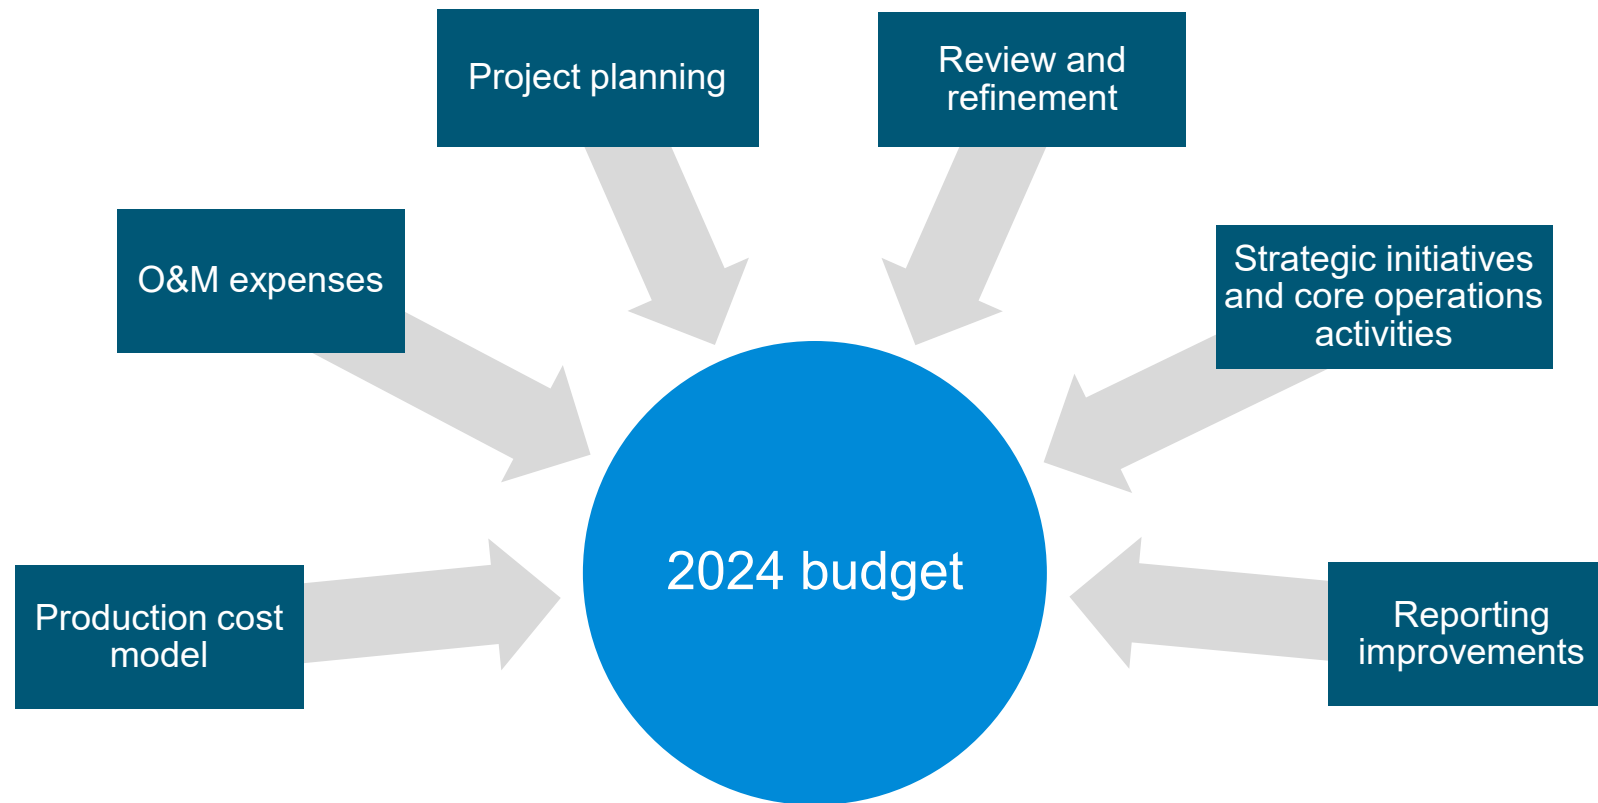 Project planning
Review and
refinement
O&M expenses
Strategic initiatives
and core operations
activities
2024 budget
Production cost
model
Reporting
improvements